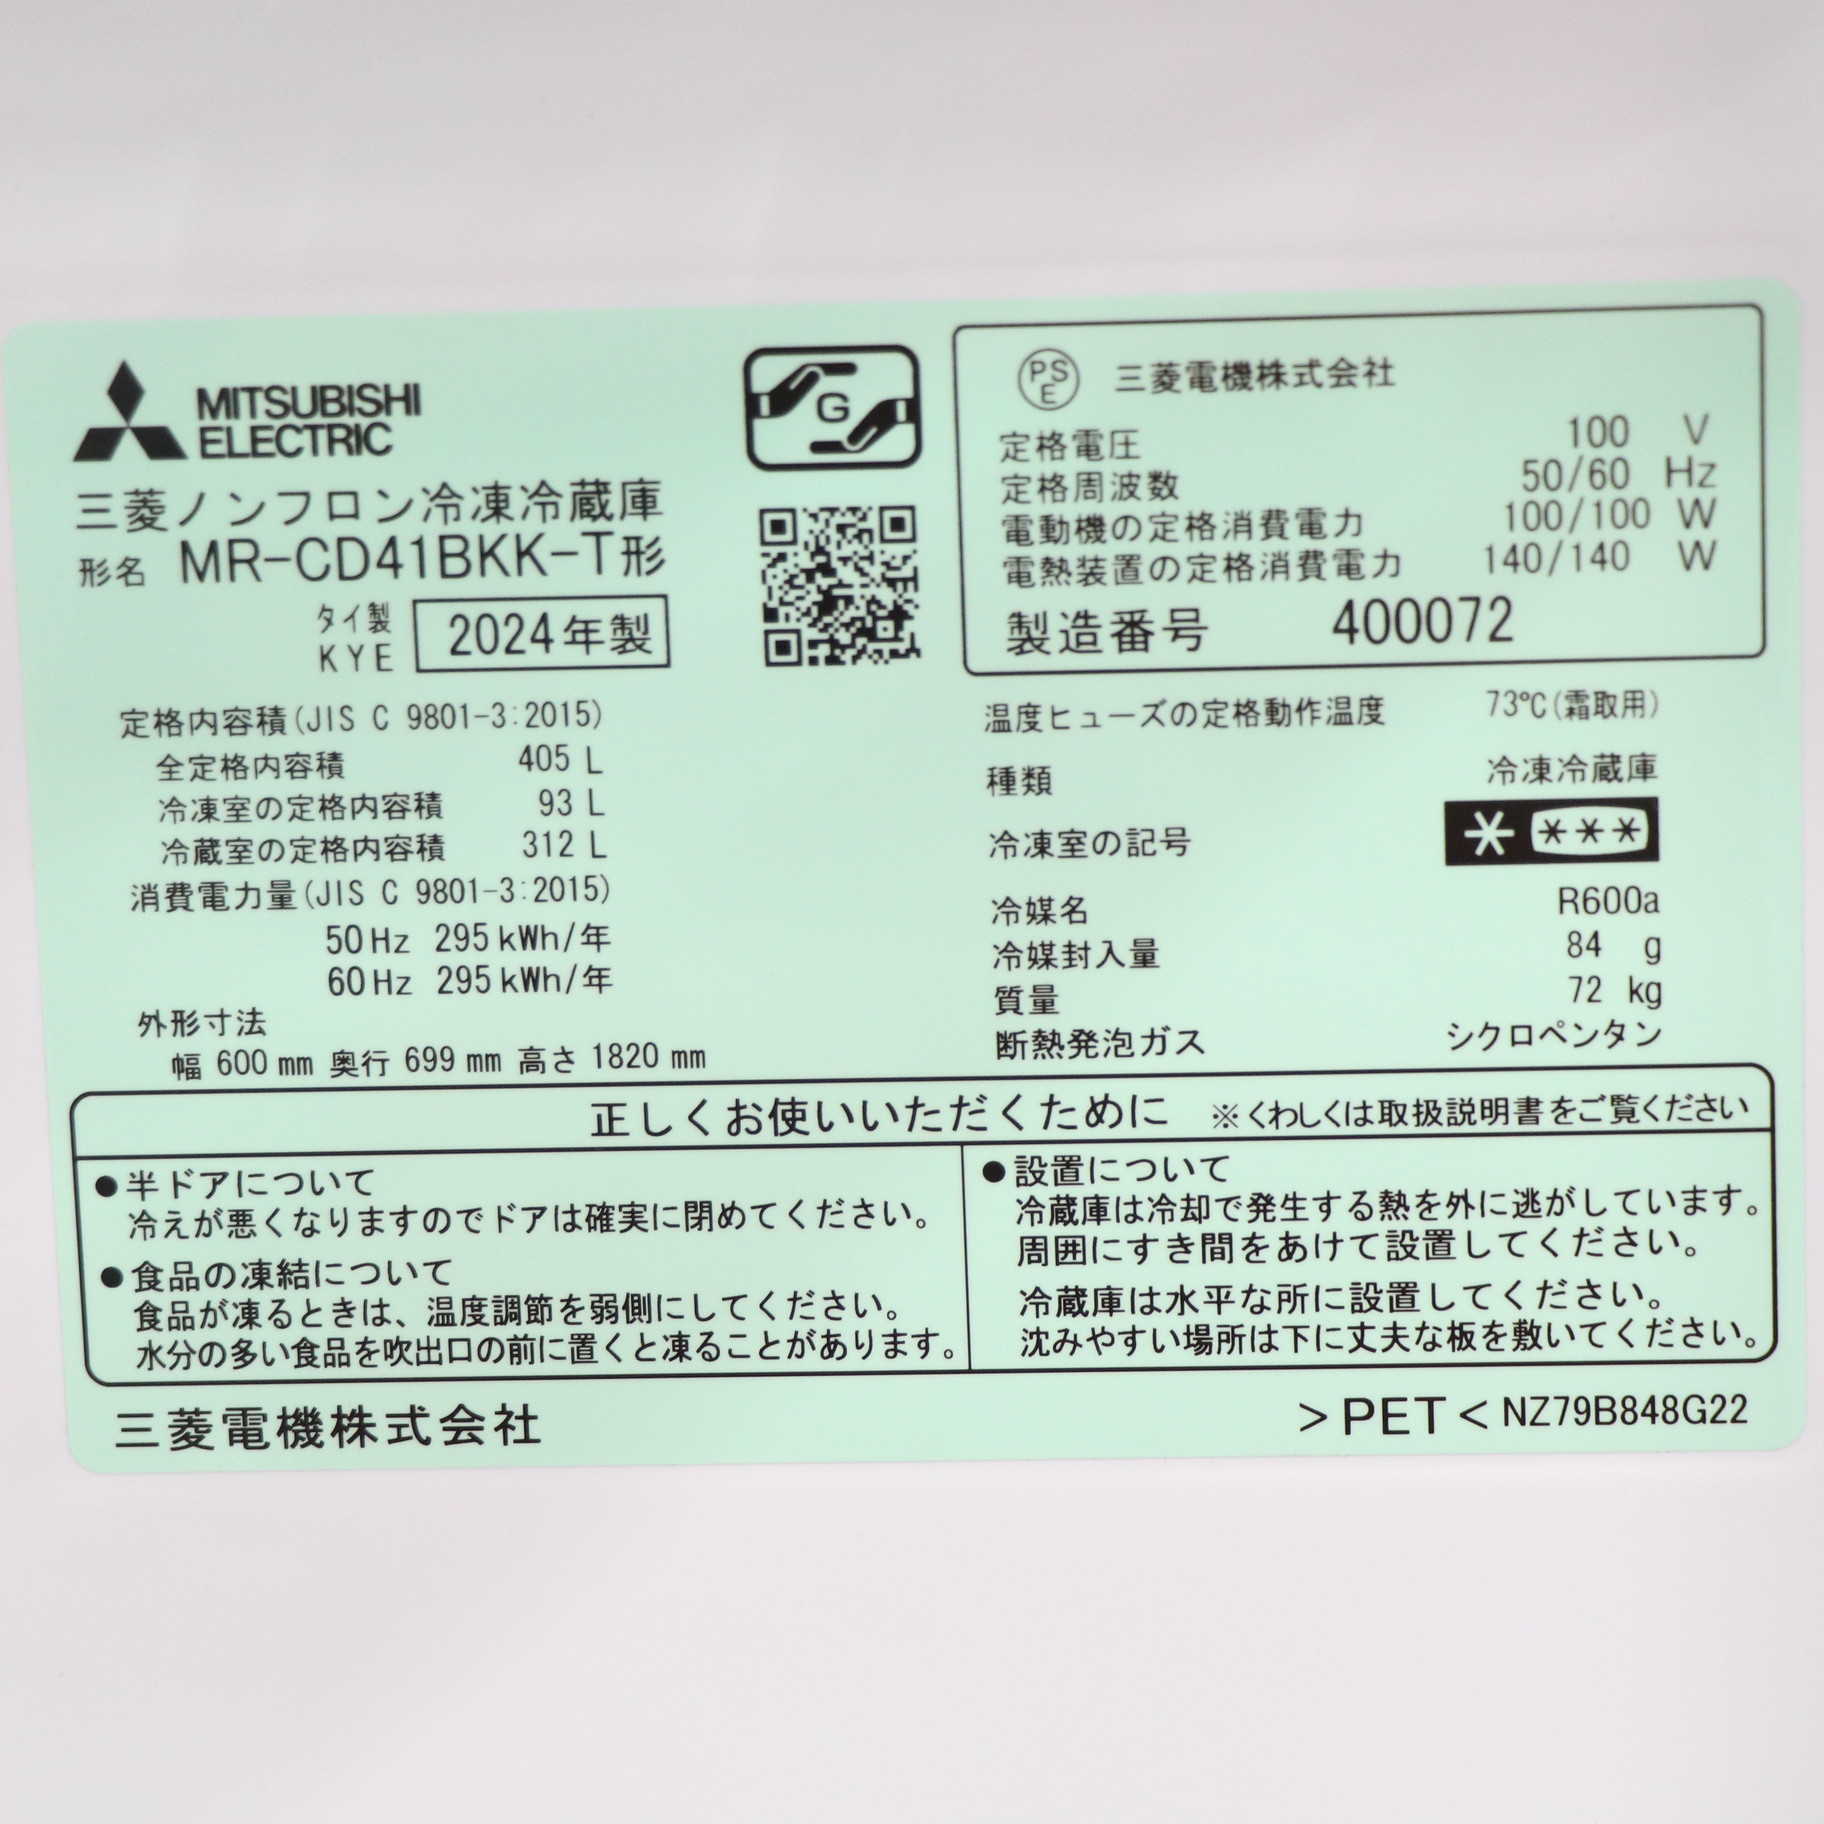 MITSUBISHI
ELECTRIC
三菱ノンフロン冷凍冷蔵庫
形名 MR-CD41BKK-T形
タイ製
KYE
2024年製
G
定格内容積(JIS C 9801-3:2015)
全定格内容積 405 L
冷凍室の定格内容積 93 L
冷蔵室の定格内容積 312 L
消費電力量(JIS C 9801-3:2015)
50Hz 295kWh/年
60Hz 295kWh/年
外形寸法
幅 600 mm 奥行 699 mm 高さ 1820 mm
PSE 三菱電機株式会社
定格電圧 100 V
定格周波数 50/60 Hz
電動機の定格消費電力 100/100 W
電熱装置の定格消費電力 140/140 W
製造番号 400072
温度ヒューズの定格動作温度 73℃(霜取用)
種類 冷凍冷蔵庫
冷凍室の記号 * ***
冷媒名 R600a
冷媒封入量 84 g
質量 72 kg
断熱発泡ガス シクロペンタン
正しくお使いいただくために ※くわしくは取扱説明書をご覧ください
●半ドアについて
冷えが悪くなりますのでドアは確実に閉めてください。
●食品の凍結について
食品が凍るときは、温度調節を弱側にしてください。
水分の多い食品を吹出口の前に置くと凍ることがあります。
●設置について
冷蔵庫は冷却で発生する熱を外に逃がしています。
周囲にすき間をあけて設置してください。
冷蔵庫は水平な所に設置してください。
沈みやすい場所は下に丈夫な板を敷いてください。
三菱電機株式会社
>PET< NZ79B848G22